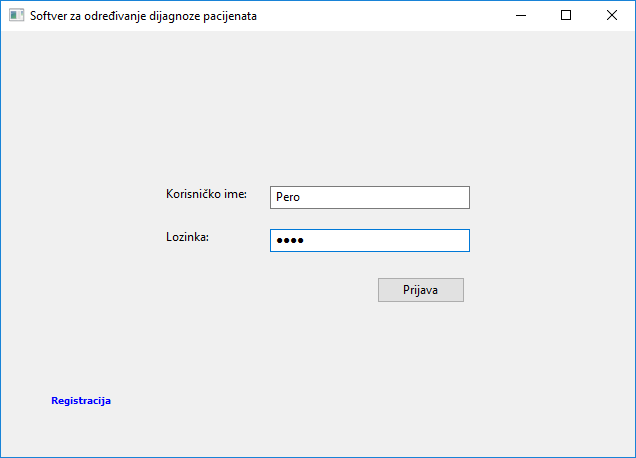 Softver za određivanje dijagnoze pacijenata
Korisničko ime: Pero
Lozinka: ●●●●
Prijava
Registracija